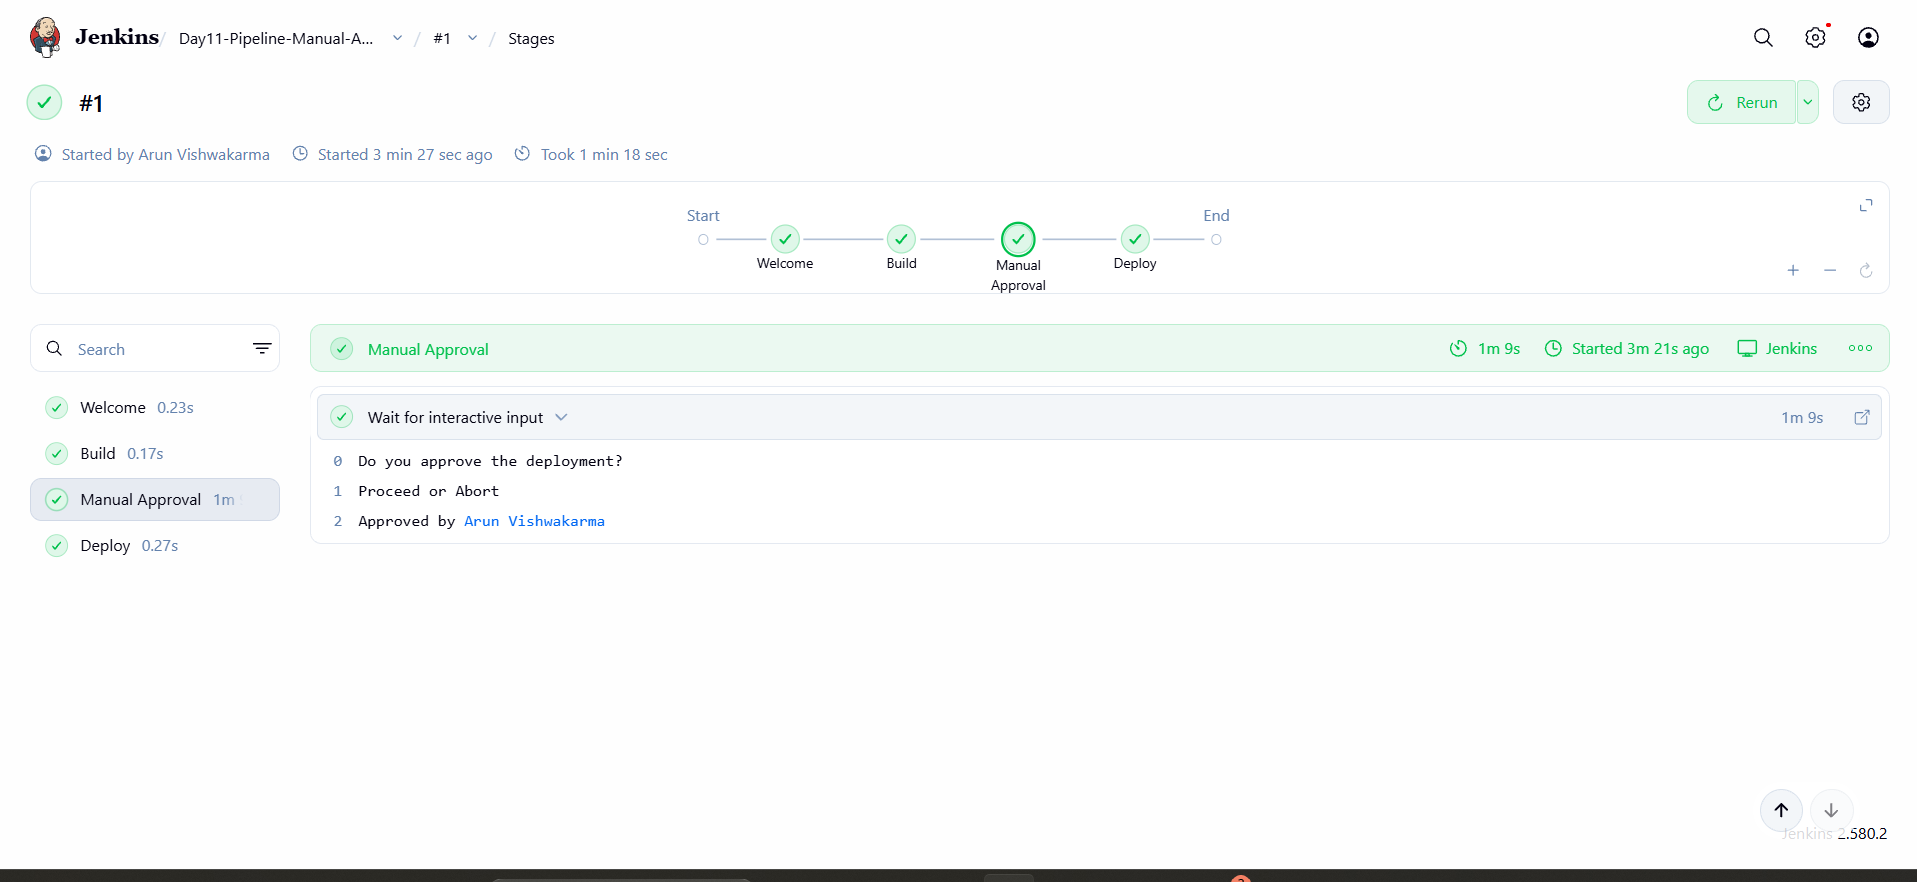 Jenkins / Day11-Pipeline-Manual-A... / #1 / Stages
#1
Rerun
Started by Arun Vishwakarma Started 3 min 27 sec ago Took 1 min 18 sec
Start End
Welcome Build Manual Approval Deploy
Search
Manual Approval 1m 9s Started 3m 21s ago Jenkins
Welcome 0.23s
Build 0.17s
Manual Approval 1m
Deploy 0.27s
Wait for interactive input 1m 9s
0 Do you approve the deployment?
1 Proceed or Abort
2 Approved by Arun Vishwakarma
Jenkins 2.580.2